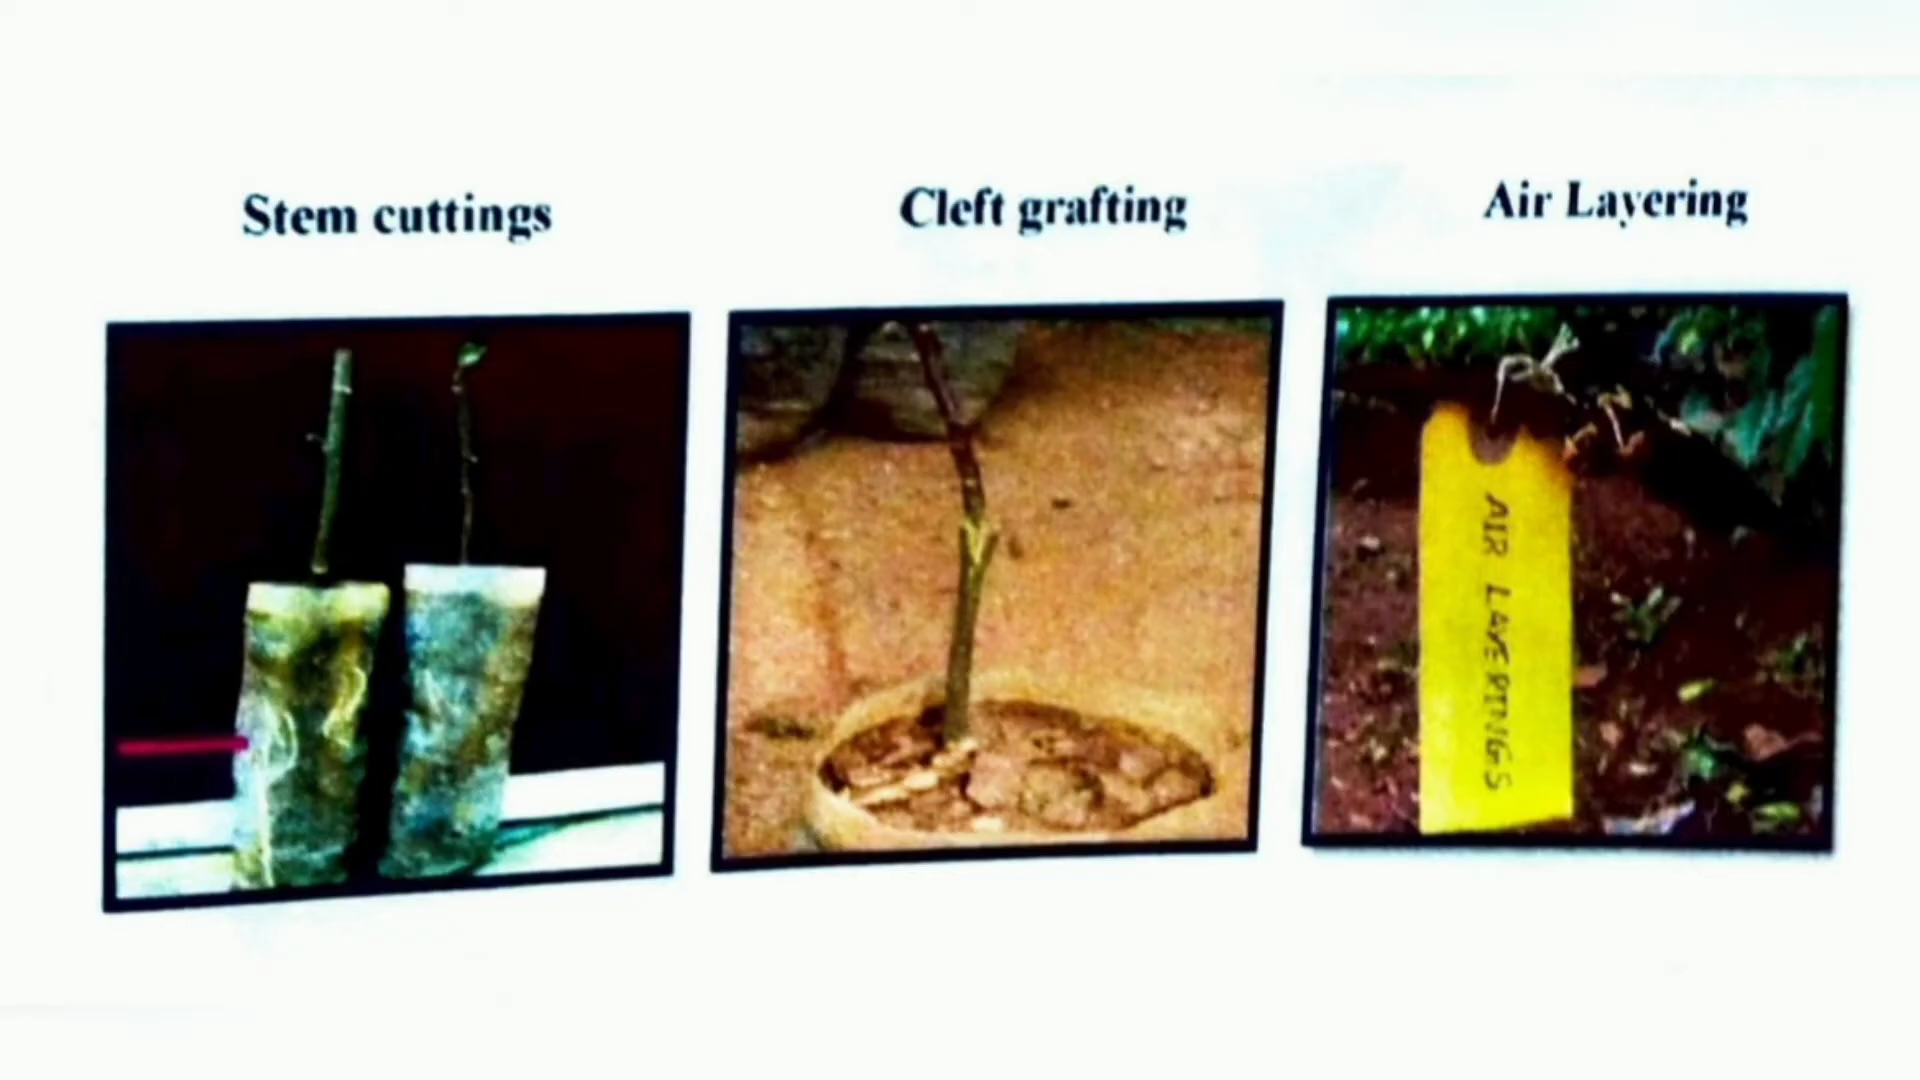 Stem cuttings
Cleft grafting
Air Layering
AIR LAYERINGS